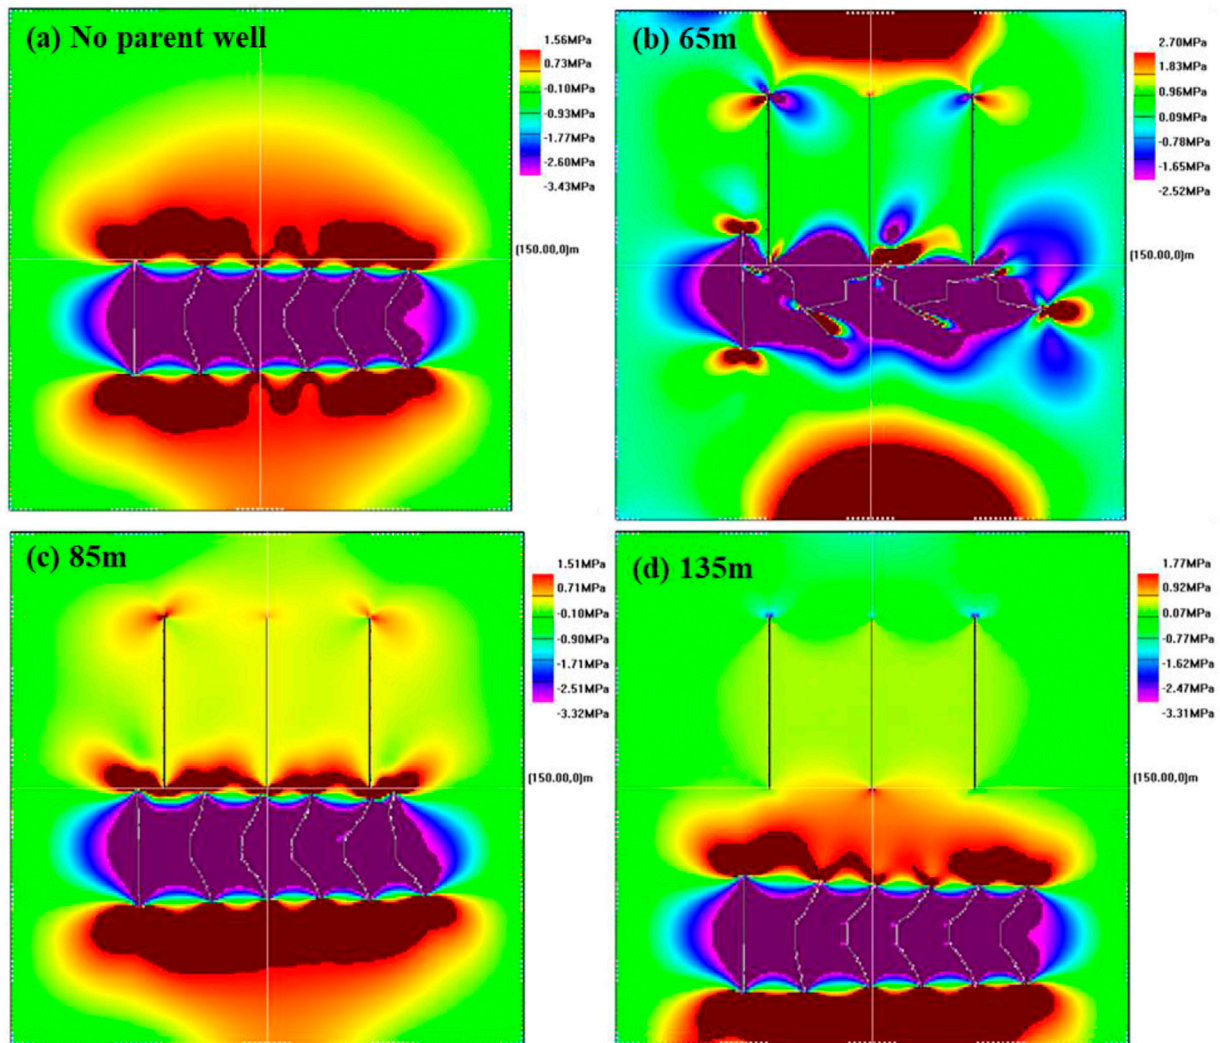 (a) No parent well
1.56MPa
0.73MPa
-0.10MPa
-0.93MPa
-1.77MPa
-2.60MPa
-3.43MPa
(150.00,0)m
(b) 65m
2.70MPa
1.83MPa
0.96MPa
0.09MPa
-0.78MPa
-1.65MPa
-2.52MPa
(150.00,0)m
(c) 85m
1.51MPa
0.71MPa
-0.10MPa
-0.90MPa
-1.71MPa
-2.51MPa
-3.32MPa
(150.00,0)m
(d) 135m
1.77MPa
0.92MPa
0.07MPa
-0.77MPa
-1.62MPa
-2.47MPa
-3.31MPa
(150.00,0)m